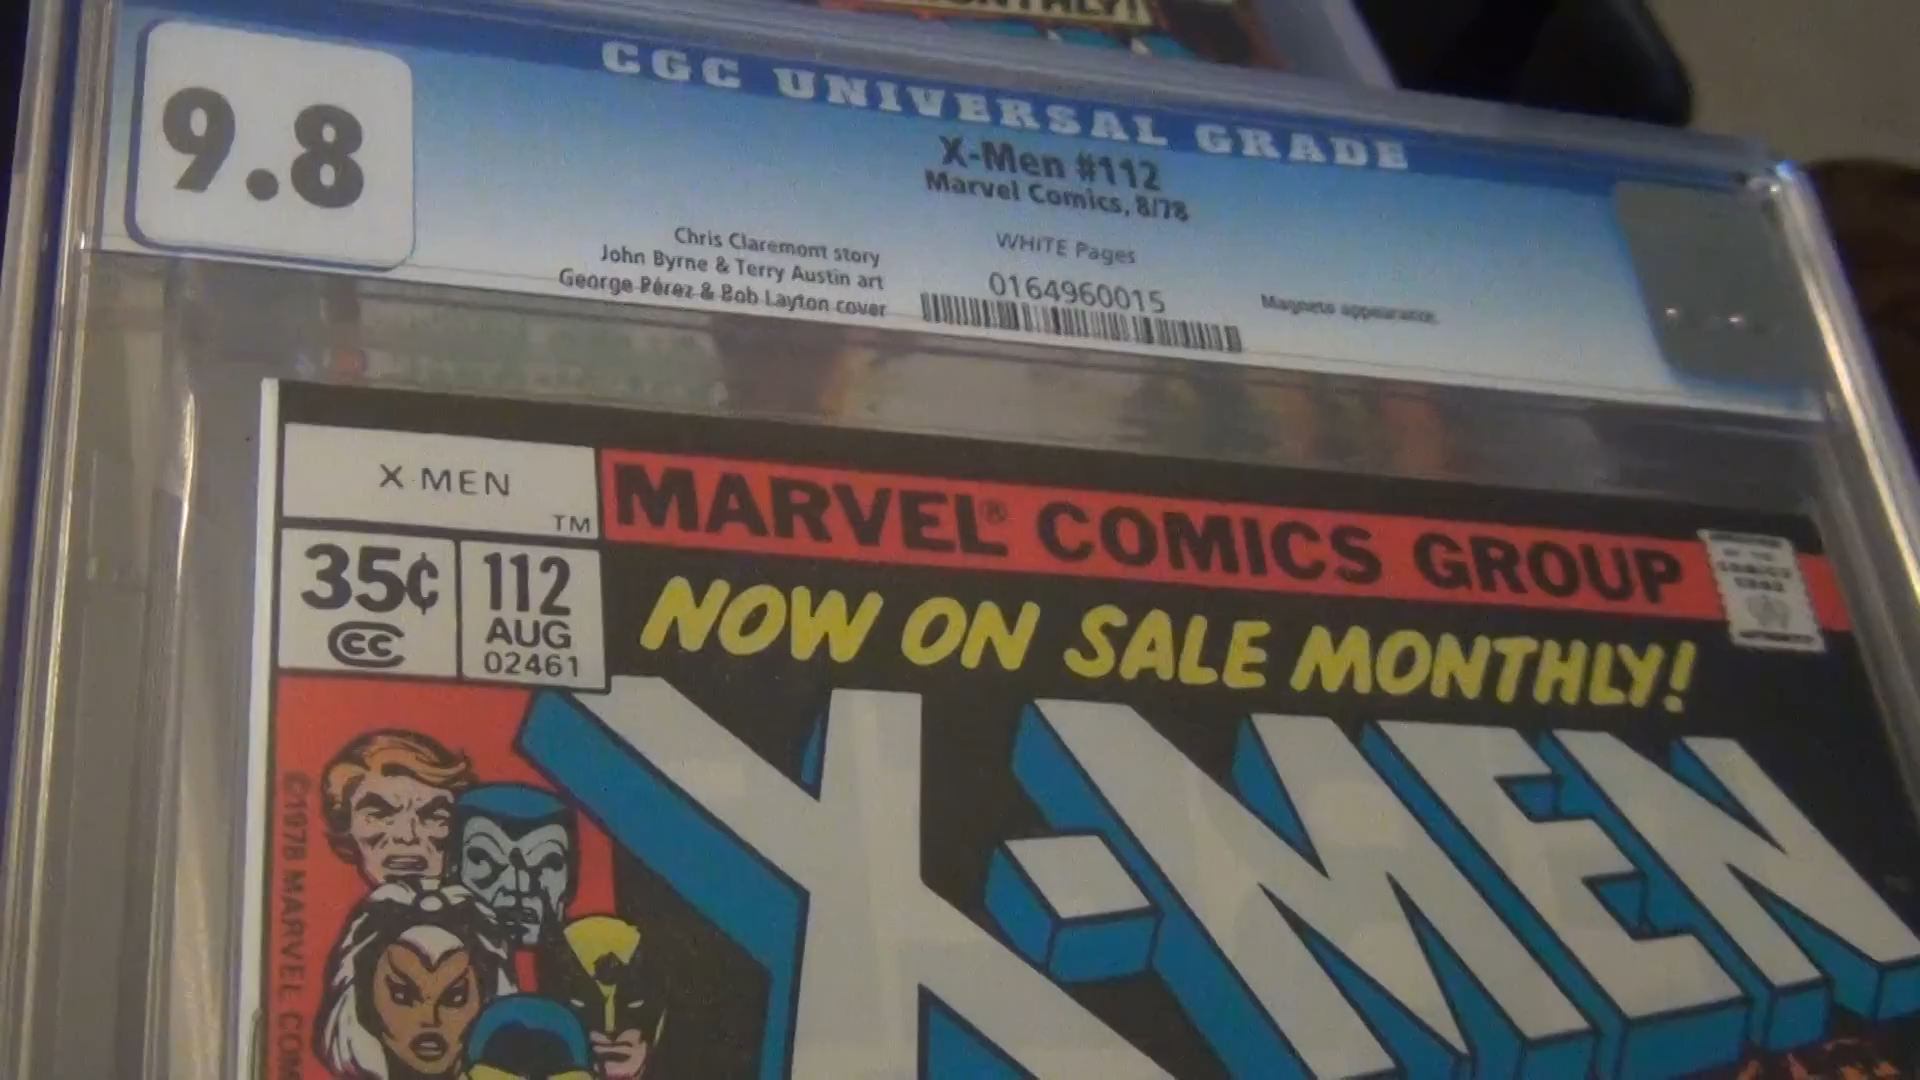 MONTHLY!
CGC UNIVERSAL GRADE
9.8
X-Men #112
Marvel Comics, 8/78
Chris Claremont story
John Byrne & Terry Austin art
George Pérez & Bob Layton cover
WHITE Pages
0164960015
Magneto appearance.
X MEN
TM
MARVEL® COMICS GROUP
35¢
CC
112
AUG
02461
NOW ON SALE MONTHLY!
X-MEN
©1978 MARVEL COM